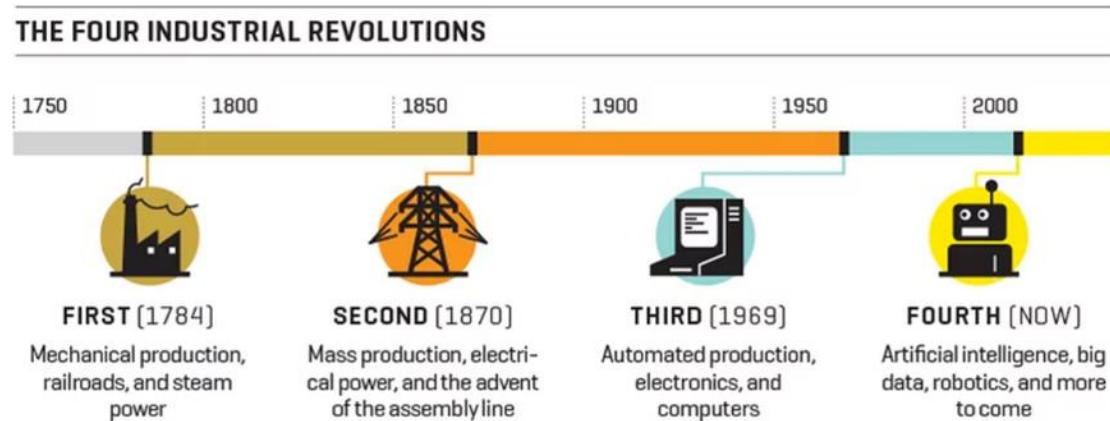 THE FOUR INDUSTRIAL REVOLUTIONS
1750 1800 1850 1900 1950 2000
FIRST (1784)
Mechanical production,
railroads, and steam
power
SECOND (1870)
Mass production, electri-
cal power, and the advent
of the assembly line
THIRD (1969)
Automated production,
electronics, and
computers
FOURTH (NOW)
Artificial intelligence, big
data, robotics, and more
to come